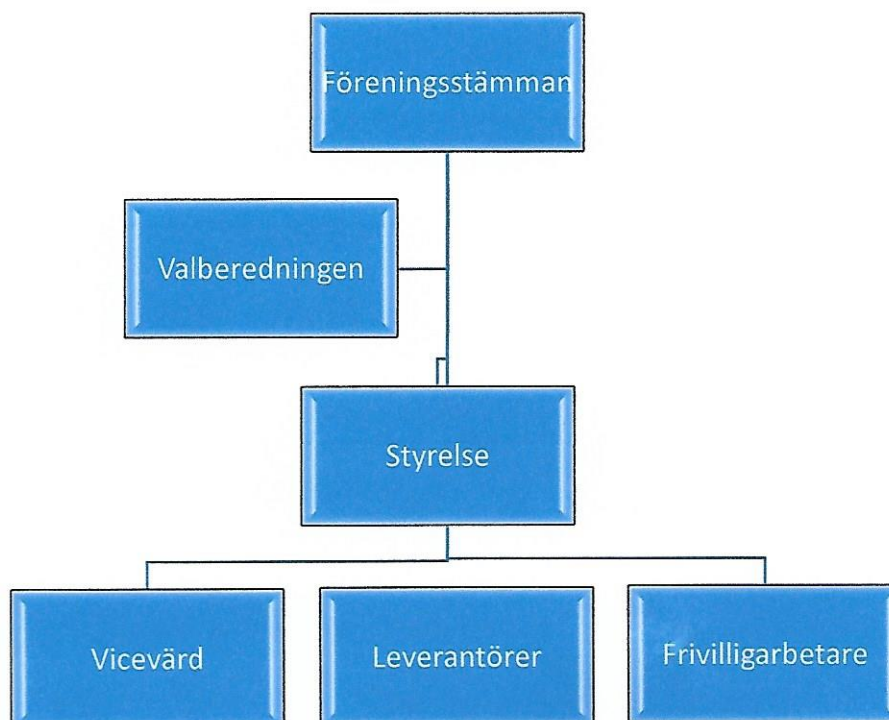 Föreningsstämman
Valberedningen
Styrelse
Vicevärd
Leverantörer
Frivilligarbetare